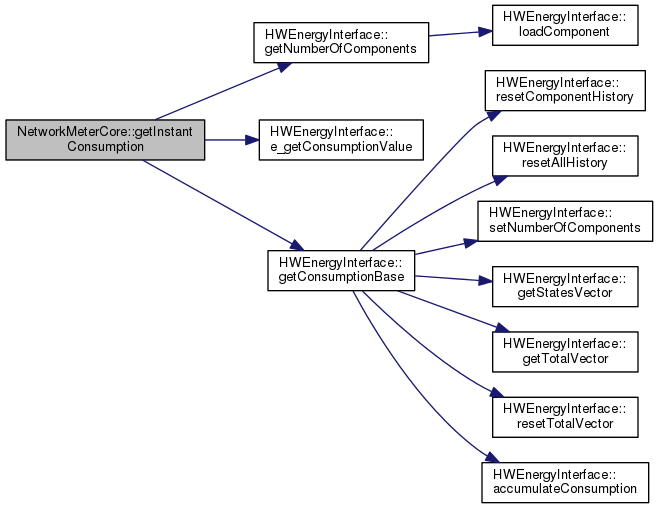 NetworkMeterCore::getInstant
Consumption
HWEnergyInterface::
getNumberOfComponents
HWEnergyInterface::
loadComponent
HWEnergyInterface::
e_getConsumptionValue
HWEnergyInterface::
getConsumptionBase
HWEnergyInterface::
resetComponentHistory
HWEnergyInterface::
resetAllHistory
HWEnergyInterface::
setNumberOfComponents
HWEnergyInterface::
getStatesVector
HWEnergyInterface::
getTotalVector
HWEnergyInterface::
resetTotalVector
HWEnergyInterface::
accumulateConsumption